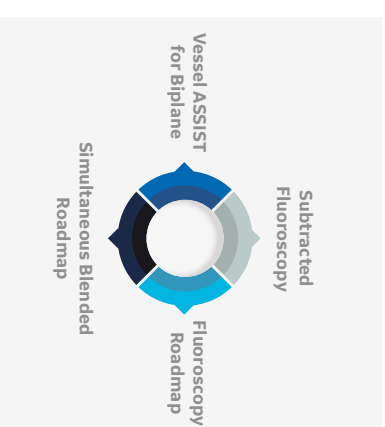 Subtracted
Fluoroscopy
Vessel ASSIST
for Biplane
Fluoroscopy
Roadmap
Simultaneous Blended
Roadmap